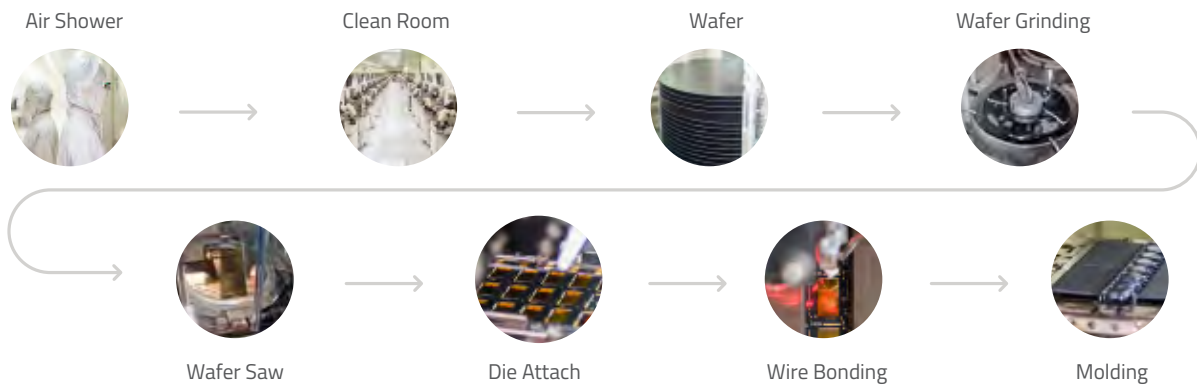 Air Shower
Clean Room
Wafer
Wafer Grinding
Wafer Saw
Die Attach
Wire Bonding
Molding